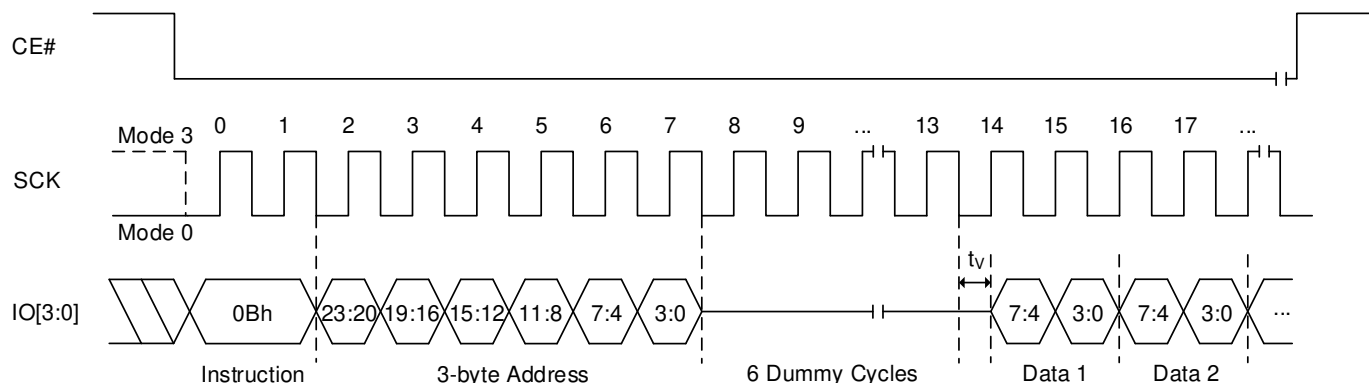 CE#
Mode 3 0 1 2 3 4 5 6 7 8 9 ... 13 14 15 16 17 ...
SCK
Mode 0
tV
IO[3:0] 0Bh 23:20 19:16 15:12 11:8 7:4 3:0 7:4 3:0 7:4 3:0 ...
Instruction 3-byte Address 6 Dummy Cycles Data 1 Data 2